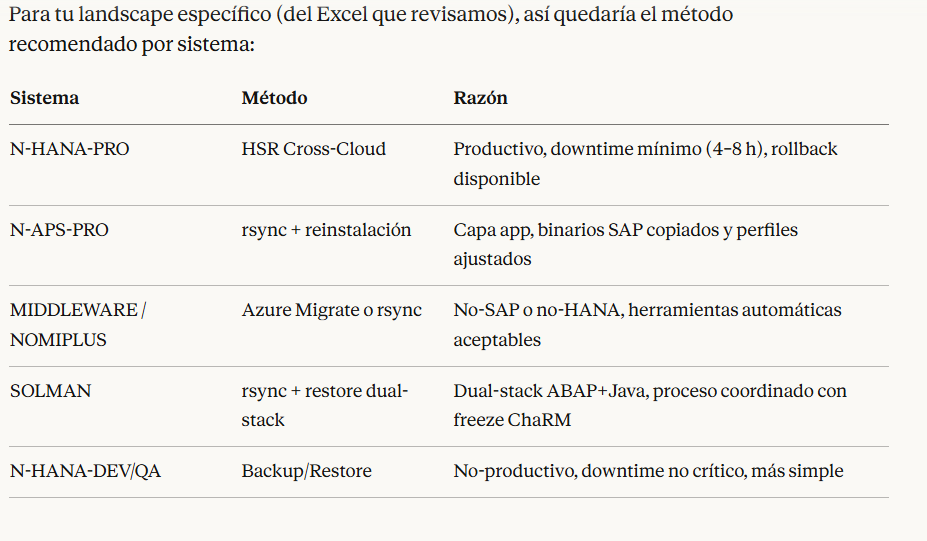 Para tu landscape específico (del Excel que revisamos), así quedaría el método
recomendado por sistema:
Sistema Método Razón
N-HANA-PRO HSR Cross-Cloud Productivo, downtime mínimo (4–8 h), rollback
disponible
N-APS-PRO rsync + reinstalación Capa app, binarios SAP copiados y perfiles
ajustados
MIDDLEWARE / Azure Migrate o rsync No-SAP o no-HANA, herramientas automáticas
NOMIPLUS aceptables
SOLMAN rsync + restore dual- Dual-stack ABAP+Java, proceso coordinado con
stack freeze ChaRM
N-HANA-DEV/QA Backup/Restore No-productivo, downtime no crítico, más simple